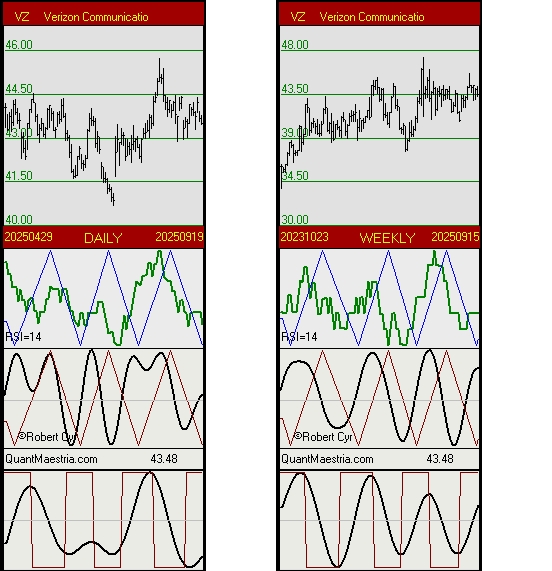 VZ Verizon Communicatio
46.00
44.50
43.00
41.50
40.00
20250429 DAILY 20250919
RSI=14
©Robert Cyr
QuantMaestria.com 43.48
VZ Verizon Communicatio
48.00
43.50
39.00
34.50
30.00
20231023 WEEKLY 20250915
RSI=14
©Robert Cyr
QuantMaestria.com 43.48